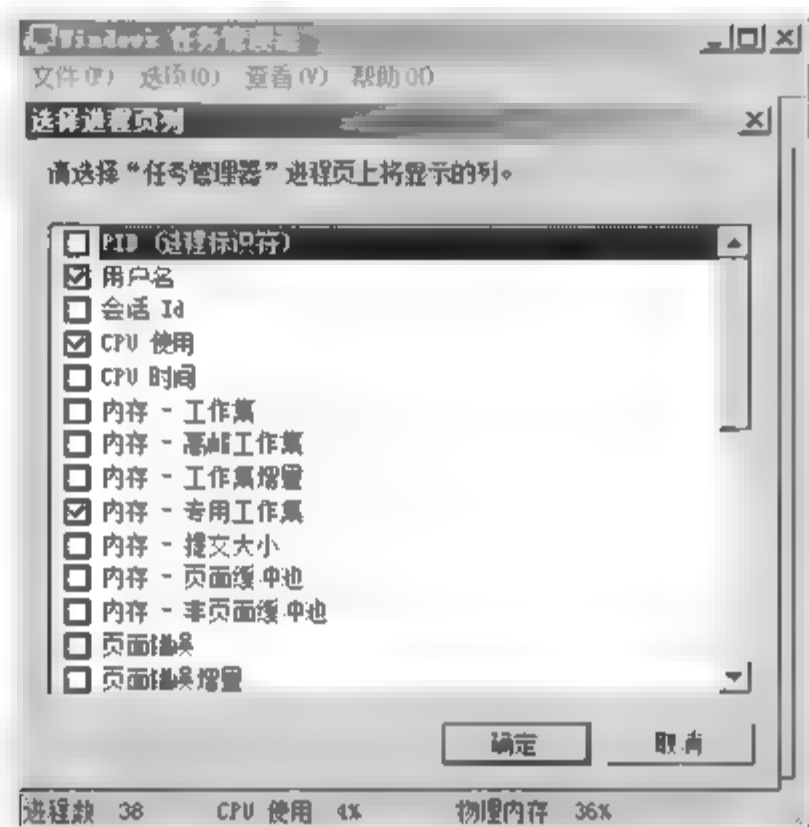 Windows 任务管理器
文件(F) 选项(O) 查看(V) 帮助(H)
选择进程页列
请选择“任务管理器”进程页上将显示的列。
PID (进程标识符)
用户名
会话 Id
CPU 使用
CPU 时间
内存 - 工作集
内存 - 高峰工作集
内存 - 工作集增量
内存 - 专用工作集
内存 - 提交大小
内存 - 页面缓冲池
内存 - 非页面缓冲池
页面错误
页面错误增量
确定 取消
进程数 38 CPU 使用 4% 物理内存 36%